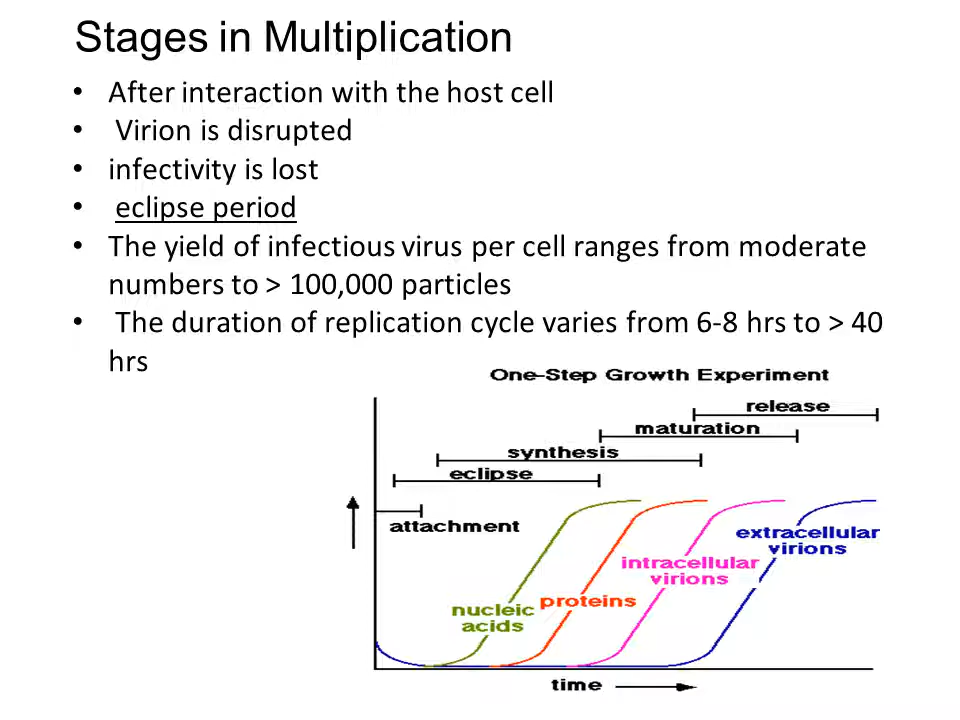 Stages in Multiplication
• After interaction with the host cell
• Virion is disrupted
• infectivity is lost
• eclipse period
• The yield of infectious virus per cell ranges from moderate
numbers to > 100,000 particles
• The duration of replication cycle varies from 6-8 hrs to > 40
hrs
One-Step Growth Experiment
release
maturation
synthesis
eclipse
attachment
extracellular
virions
intracellular
virions
proteins
nucleic
acids
time